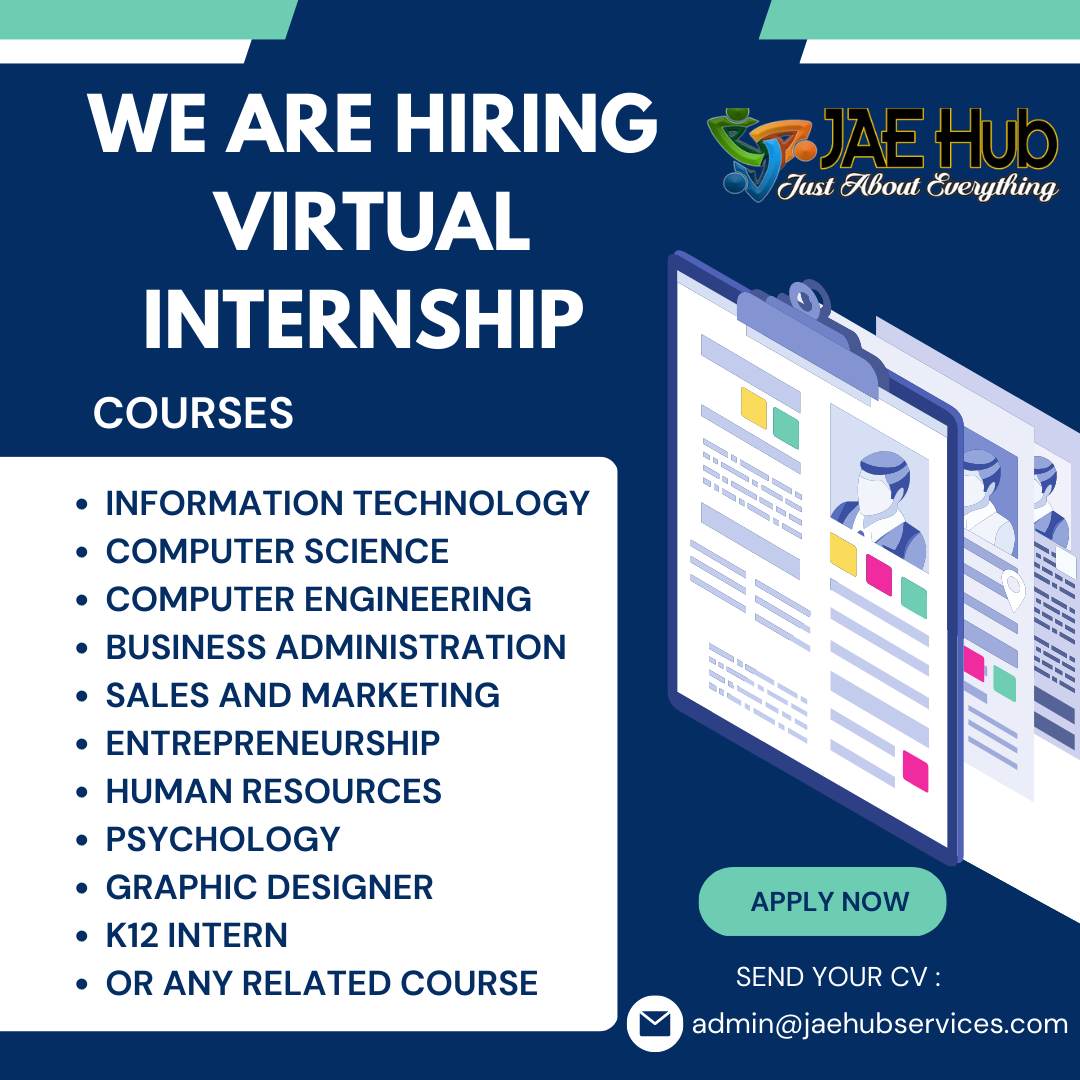 WE ARE HIRING
VIRTUAL
INTERNSHIP
JAE Hub
Just About Everything
COURSES
• INFORMATION TECHNOLOGY
• COMPUTER SCIENCE
• COMPUTER ENGINEERING
• BUSINESS ADMINISTRATION
• SALES AND MARKETING
• ENTREPRENEURSHIP
• HUMAN RESOURCES
• PSYCHOLOGY
• GRAPHIC DESIGNER
• K12 INTERN
• OR ANY RELATED COURSE
APPLY NOW
SEND YOUR CV :
admin@jaehubservices.com